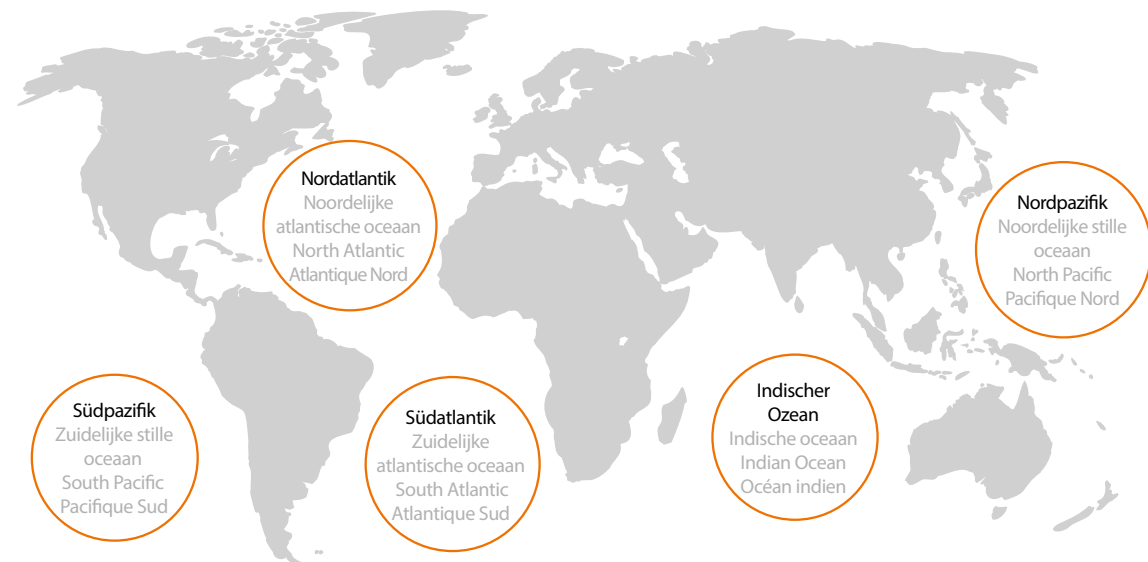 Nordatlantik
Noordelijke
atlantische oceaan
North Atlantic
Atlantique Nord
Nordpazifik
Noordelijke stille
oceaan
North Pacific
Pacifique Nord
Südpazifik
Zuidelijke stille
oceaan
South Pacific
Pacifique Sud
Südatlantik
Zuidelijke
atlantische oceaan
South Atlantic
Atlantique Sud
Indischer
Ozean
Indische oceaan
Indian Ocean
Océan indien